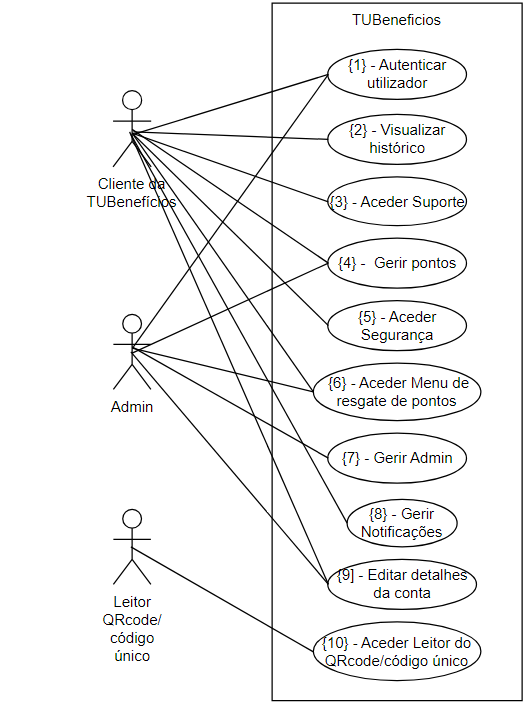 TUBeneficios
{1} - Autenticar
utilizador
{2} - Visualizar
histórico
Cliente da
TUBenefícios
{3} - Aceder Suporte
{4} -  Gerir pontos
{5} - Aceder
Segurança
{6} - Aceder Menu de
resgate de pontos
Admin
{7} - Gerir Admin
{8} - Gerir
Notificações
{9] - Editar detalhes
da conta
Leitor
QRcode/
código
único
{10} - Aceder Leitor do
QRcode/código único